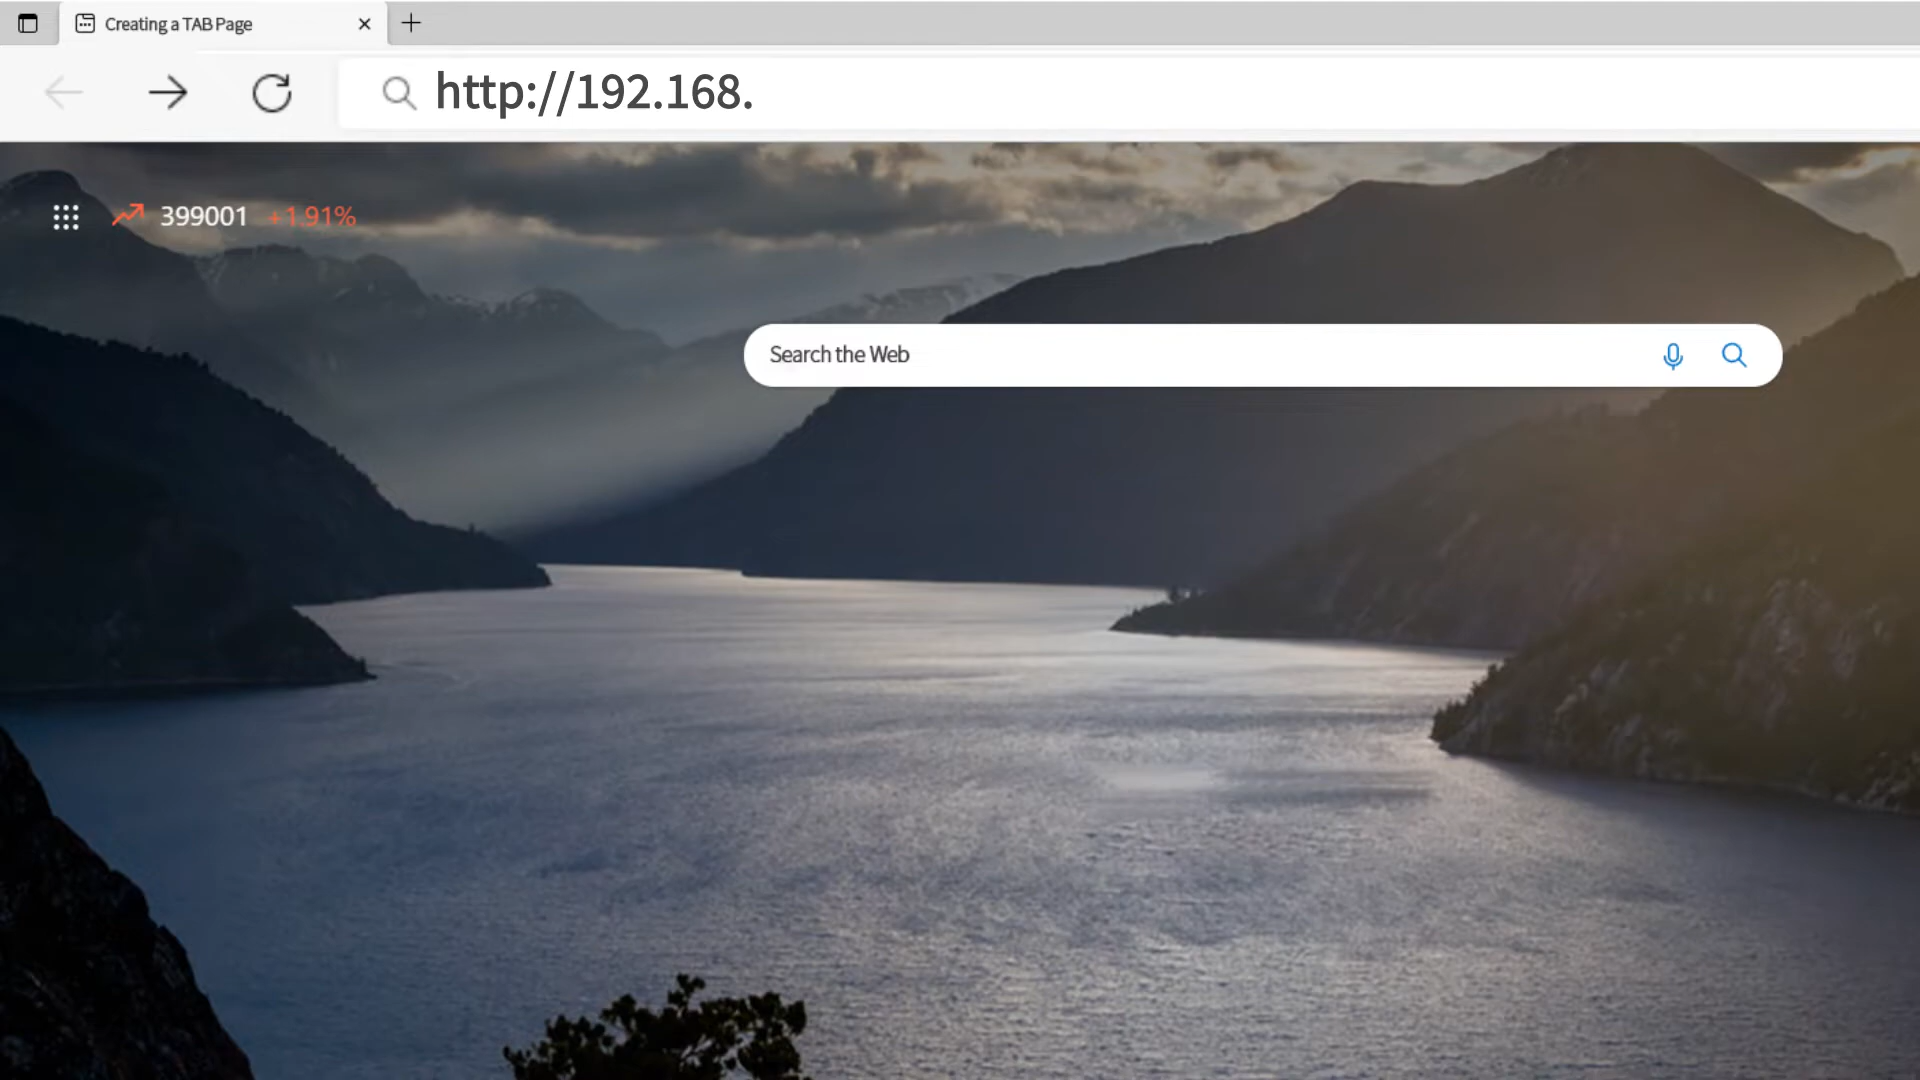 Creating a TAB Page
http://192.168.
399001 +1.91%
Search the Web